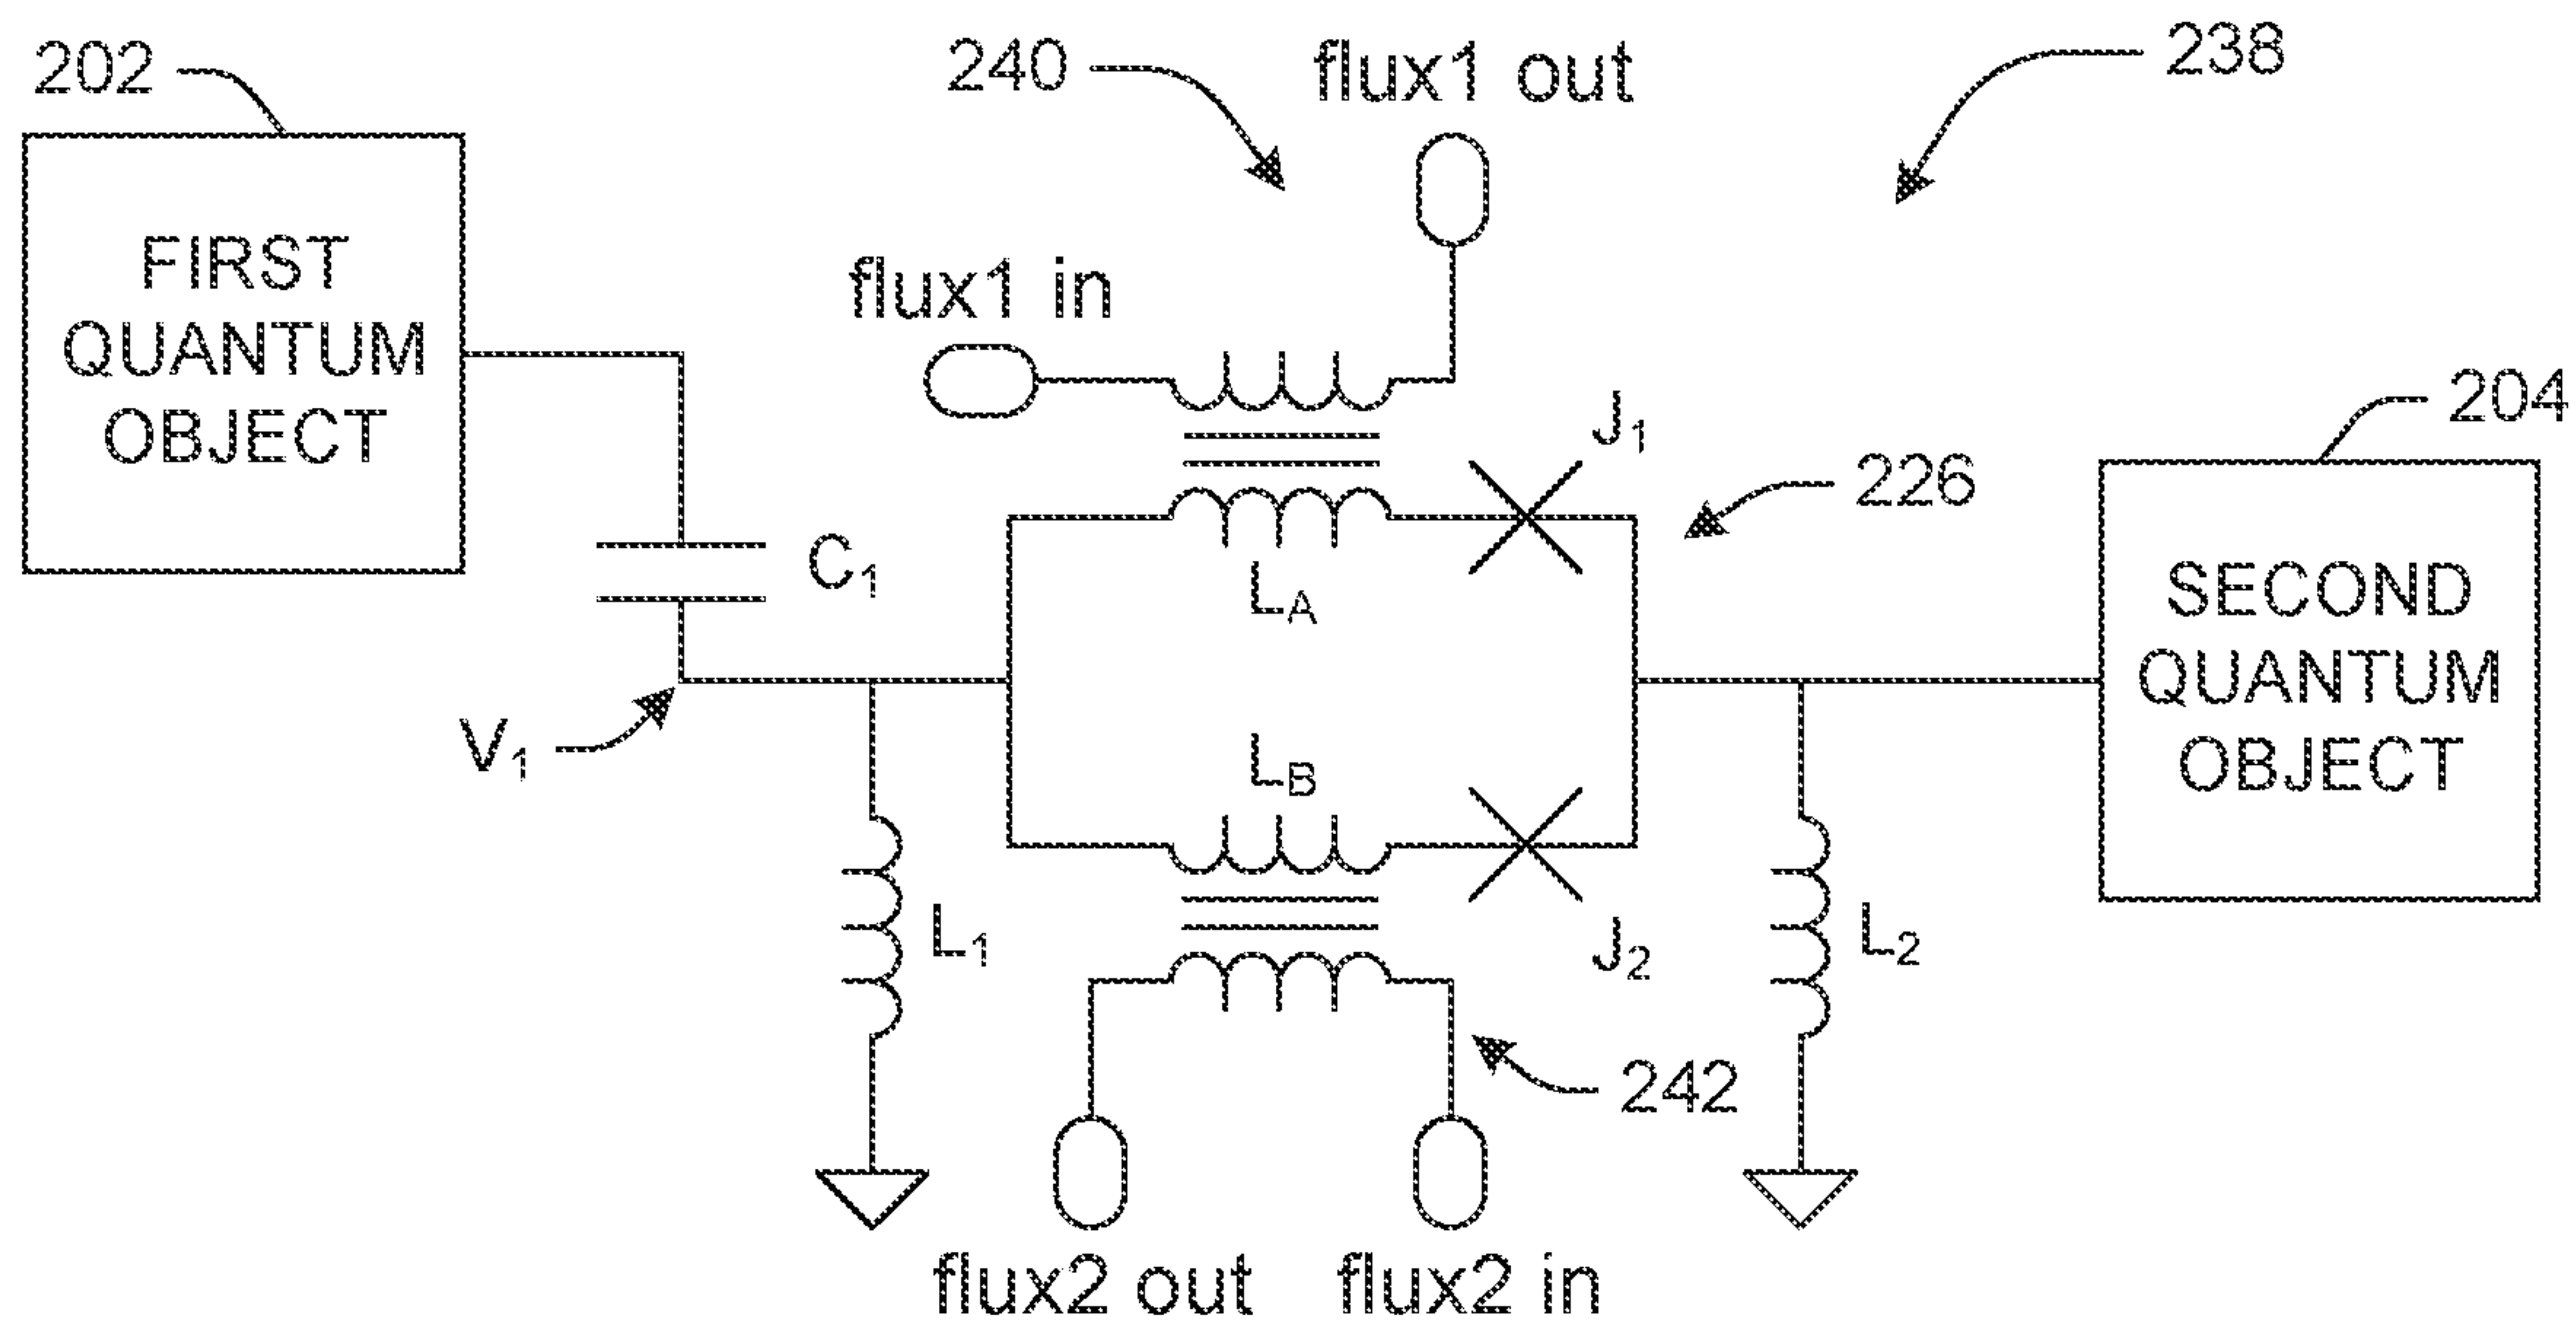 202
240
flux1 out
238
FIRST
QUANTUM
OBJECT
flux1 in
204
J1
226
C1
LA
SECOND
QUANTUM
OBJECT
V1
LB
L1
J2
L2
242
flux2 out
flux2 in